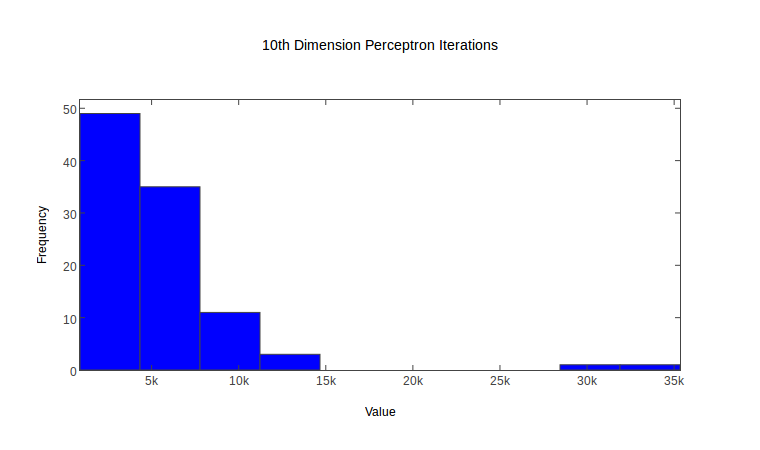 10th Dimension Perceptron Iterations
50
40
30
20
10
0
Frequency
5k
10k
15k
20k
25k
30k
35k
Value